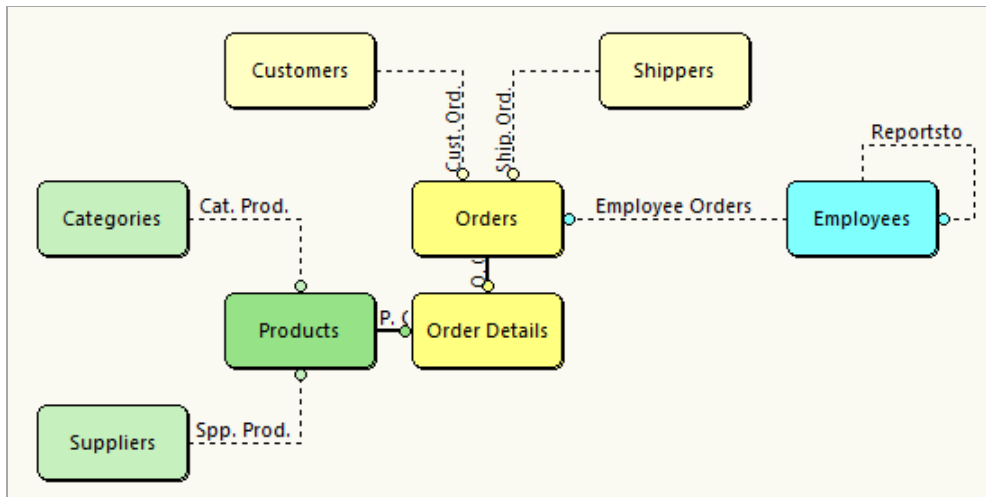 Customers
Shippers
Cust. Ord.
Ship. Ord.
Reportsto
Categories
Cat. Prod.
Orders
Employee Orders
Employees
Products
P.
Order Details
Suppliers
Spp. Prod.